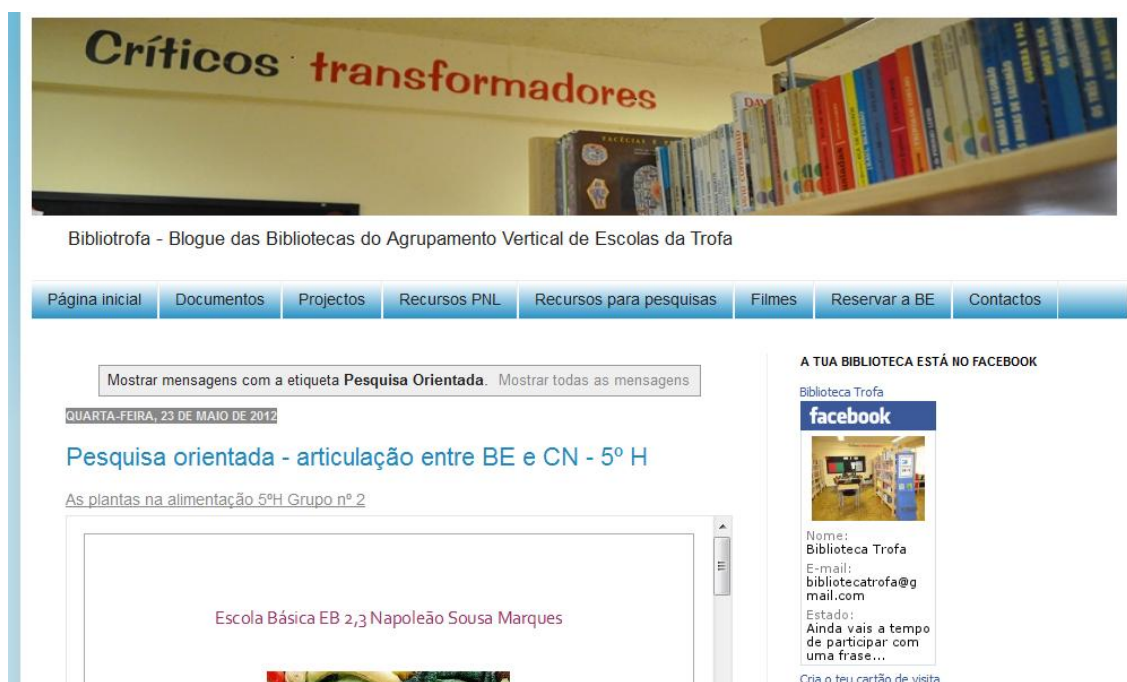 Críticos transformadores
Bibliotrofa - Blogue das Bibliotecas do Agrupamento Vertical de Escolas da Trofa
Página inicial Documentos Projectos Recursos PNL Recursos para pesquisas Filmes Reservar a BE Contactos
Mostrar mensagens com a etiqueta Pesquisa Orientada. Mostrar todas as mensagens
QUARTA-FEIRA, 23 DE MAIO DE 2012
Pesquisa orientada - articulação entre BE e CN - 5º H
As plantas na alimentação 5ºH Grupo nº 2
Escola Básica EB 2,3 Napoleão Sousa Marques
A TUA BIBLIOTECA ESTÁ NO FACEBOOK
Biblioteca Trofa
facebook
Nome:
Biblioteca Trofa
E-mail:
bibliotecatrofa@g
mail.com
Estado:
Ainda vais a tempo
de participar com
uma frase...
Cria o teu cartão de visita